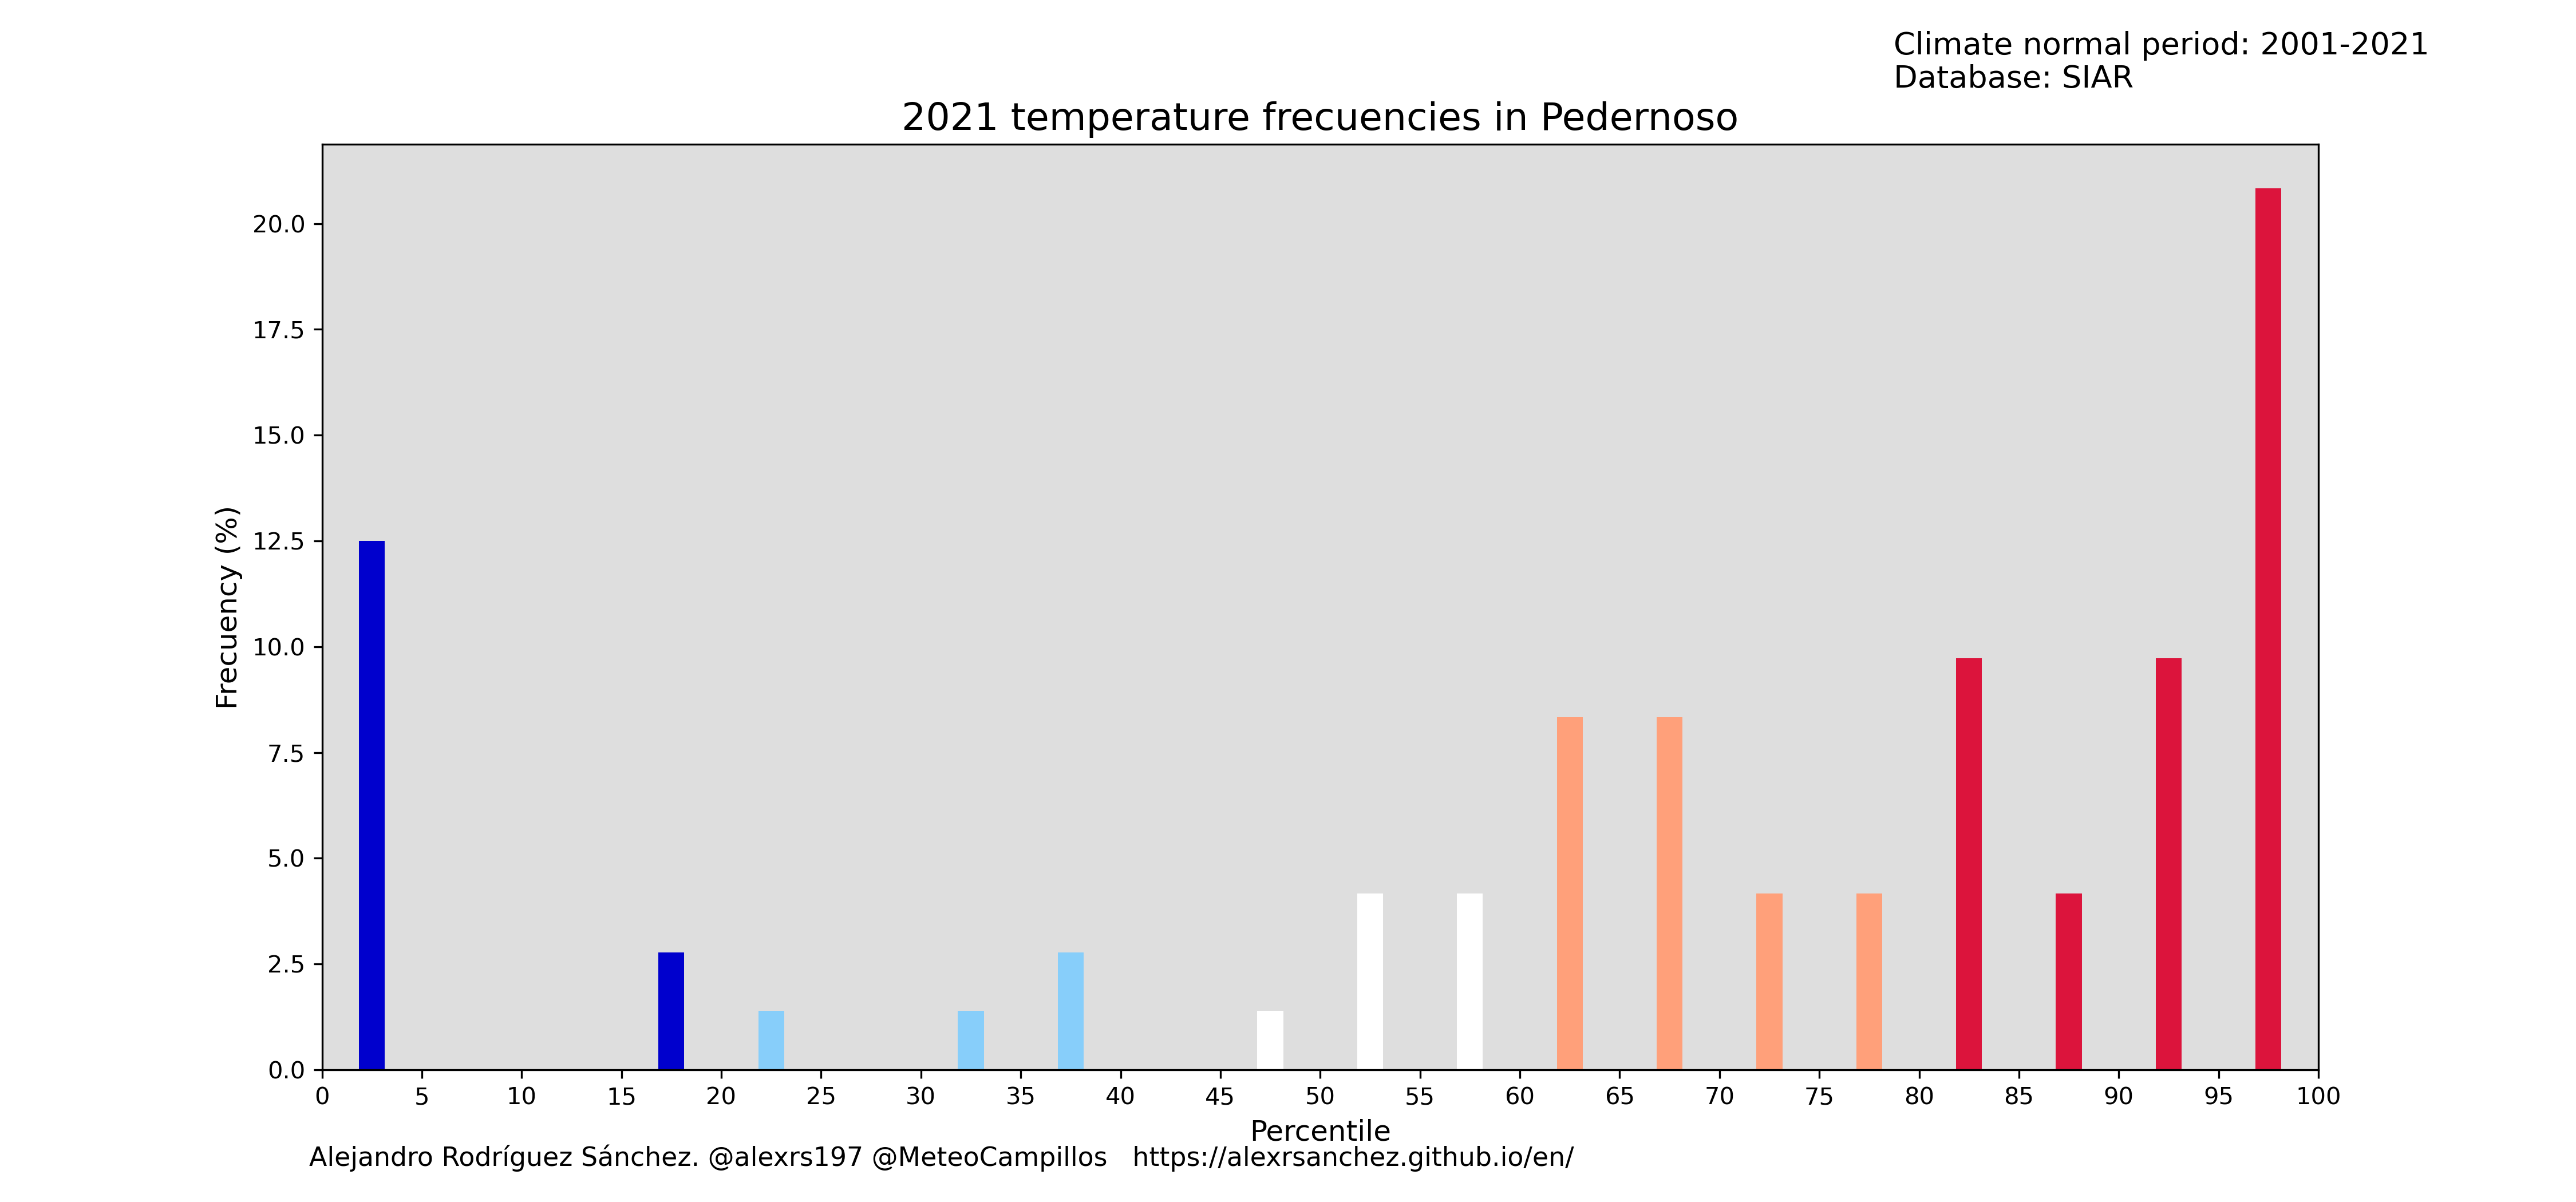 Climate normal period: 2001-2021
Database: SIAR
2021 temperature frecuencies in Pedernoso
Frecuency (%)
20.0
17.5
15.0
12.5
10.0
7.5
5.0
2.5
0.0
0 5 10 15 20 25 30 35 40 45 50 55 60 65 70 75 80 85 90 95 100
Percentile
Alejandro Rodríguez Sánchez. @alexrs197 @MeteoCampillos https://alexrsanchez.github.io/en/